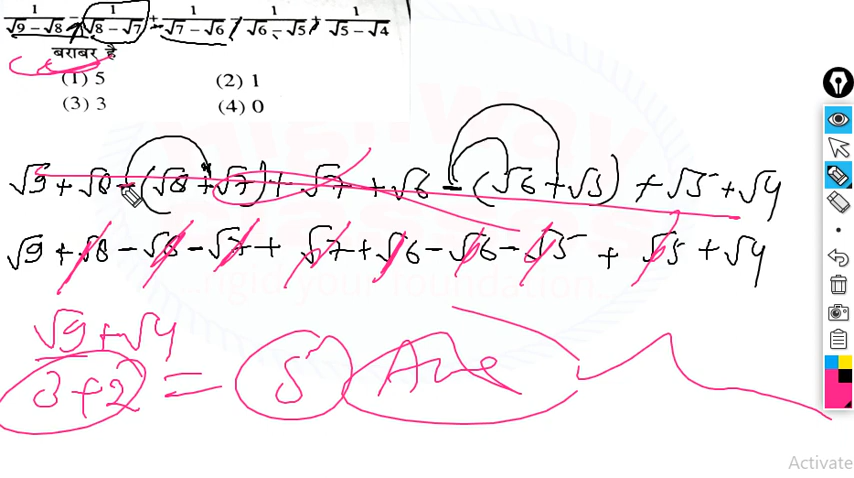 1/(√9 − √8) − 1/(√8 − √7) + 1/(√7 − √6) − 1/(√6 − √5) + 1/(√5 − √4)
बराबर है
(1) 5 (2) 1
(3) 3 (4) 0
√9 + √8 − (√8 + √7) + √7 + √6 − (√6 + √5) + √5 + √4
√9 + √8 − √8 − √7 + √7 + √6 − √6 − √5 + √5 + √4
√9 + √4
3 + 2 = 5 Ans
Activate